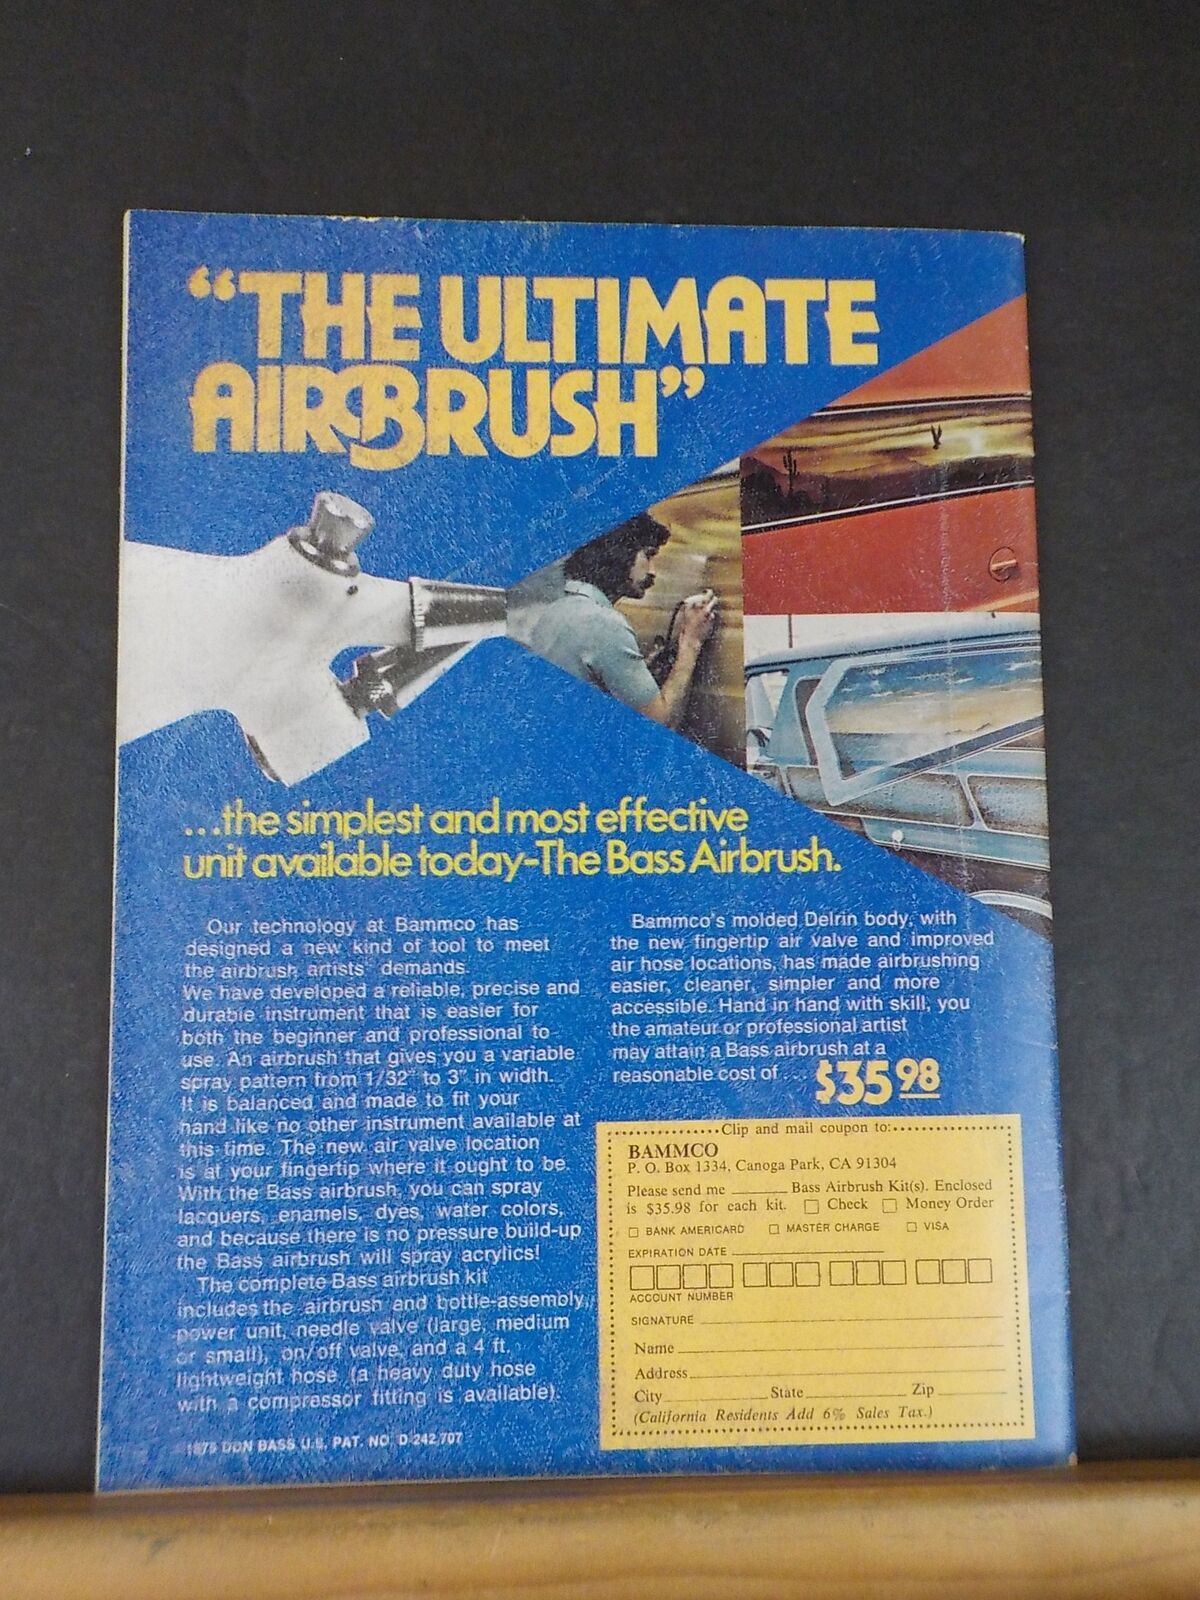 “THE ULTIMATE
AIRBRUSH”
...the simplest and most effective
unit available today-The Bass Airbrush.
Our technology at Bammco has
designed a new kind of tool to meet
the airbrush artists' demands.
We have developed a reliable, precise and
durable instrument that is easier for
both the beginner and professional to
use. An airbrush that gives you a variable
spray pattern from 1/32" to 3" in width.
It is balanced and made to fit your
hand like no other instrument available at
this time. The new air valve location
is at your fingertip where it ought to be.
With the Bass airbrush, you can spray
lacquers, enamels, dyes, water colors,
and because there is no pressure build-up
the Bass airbrush will spray acrylics!
The complete Bass airbrush kit
includes the airbrush and bottle-assembly,
power unit, needle valve (large, medium
or small), on/off valve, and a 4 ft.
lightweight hose (a heavy duty hose
with a compressor fitting is available).
1975 DON BASS U.S. PAT. NO D-242,707
Bammco's molded Delrin body, with
the new fingertip air valve and improved
air hose locations, has made airbrushing
easier, cleaner, simpler and more
accessible. Hand in hand with skill, you
the amateur or professional artist
may attain a Bass airbrush at a
reasonable cost of ... $35.98
Clip and mail coupon to:
BAMMCO
P. O. Box 1334, Canoga Park, CA 91304
Please send me ______ Bass Airbrush Kit(s). Enclosed
is $35.98 for each kit. □ Check □ Money Order
□ BANK AMERICARD □ MASTER CHARGE □ VISA
EXPIRATION DATE
ACCOUNT NUMBER
SIGNATURE
Name
Address
City State Zip
(California Residents Add 6% Sales Tax.)